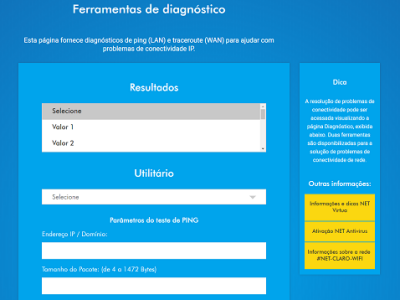 Ferramentas de diagnóstico
Esta página fornece diagnósticos de ping (LAN) e traceroute (WAN) para ajudar com
problemas de conectividade IP.
Resultados
Selecione
Valor 1
Valor 2
Utilitário
Selecione
Parâmetros do teste de PING
Endereço IP / Domínio:
Tamanho do Pacote: (de 4 a 1472 Bytes)
Dica
A resolução de problemas de
conectividade pode ser
acessada visualizando a
página Diagnóstico, exibida
abaixo. Duas ferramentas
são disponibilizadas para a
solução de problemas de
conectividade de rede.
Outras informações:
Informações e dicas NET
Virtua
Ativação NET Antivírus
Informações sobre a rede
#NET-CLARO-WIFI